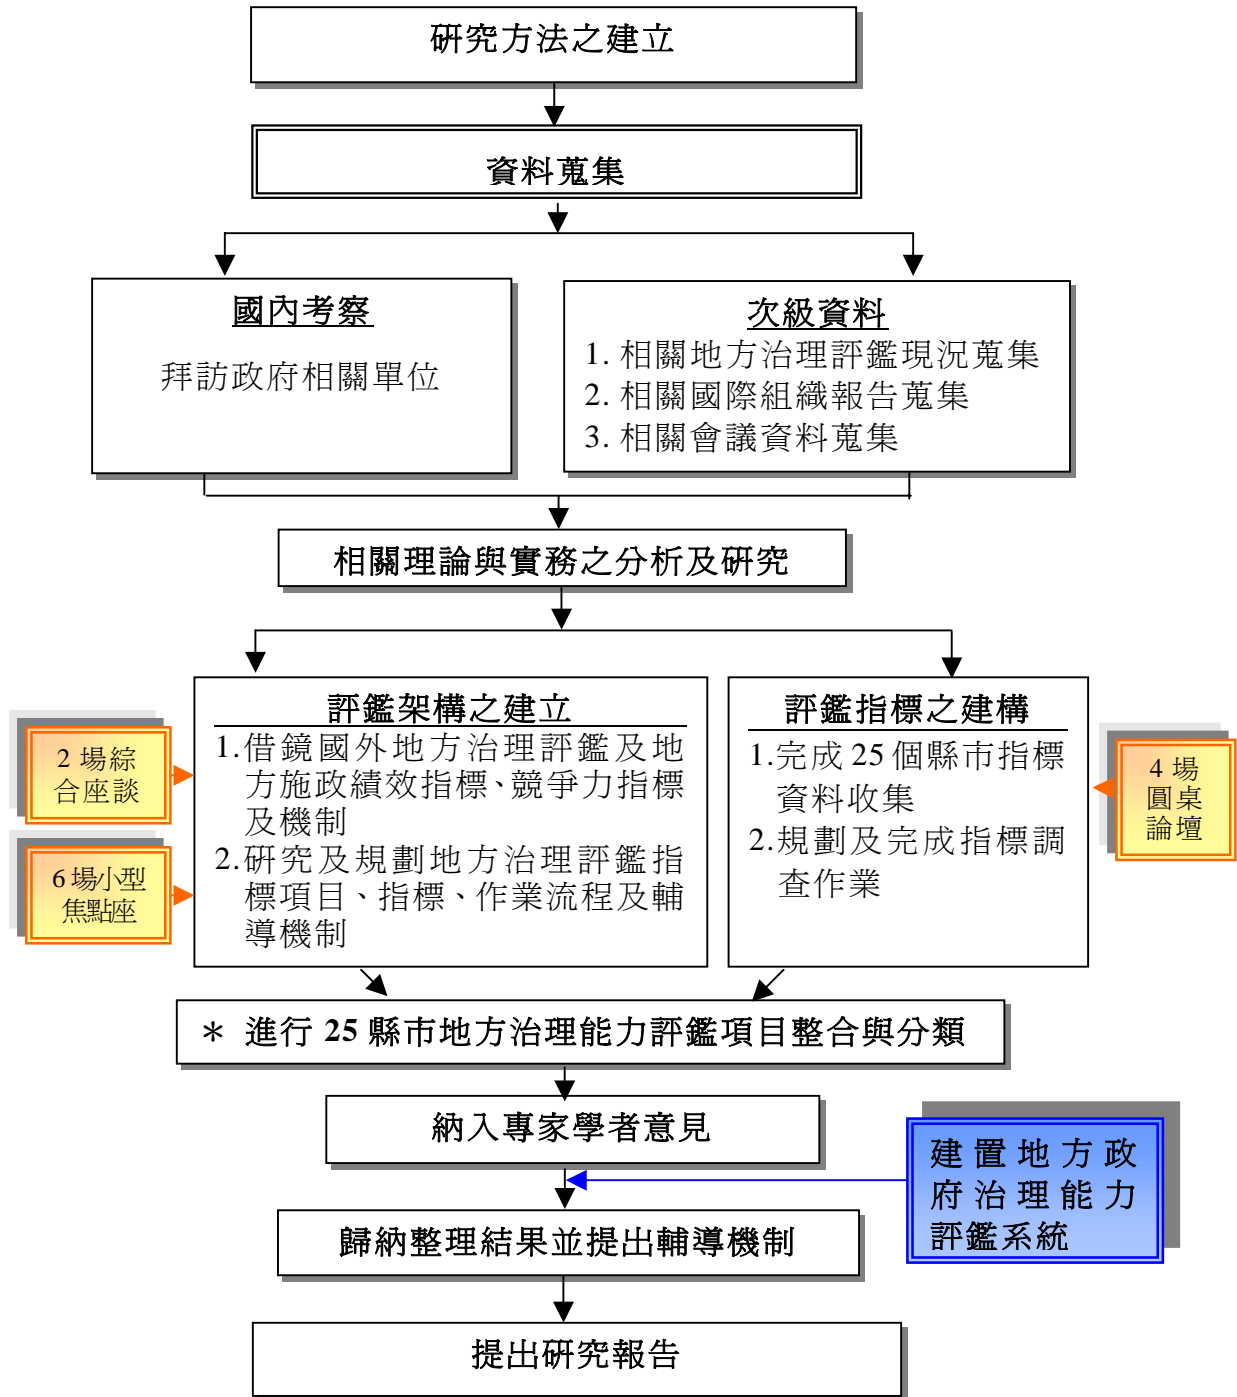 研究方法之建立
資料蒐集
國內考察
拜訪政府相關單位
次級資料
1. 相關地方治理評鑑現況蒐集
2. 相關國際組織報告蒐集
3. 相關會議資料蒐集
相關理論與實務之分析及研究
2 場綜
合座談
6 場小型
焦點座
評鑑架構之建立
1.借鏡國外地方治理評鑑及地
方施政績效指標、競爭力指標
及機制
2.研究及規劃地方治理評鑑指
標項目、指標、作業流程及輔
導機制
評鑑指標之建構
1.完成 25 個縣市指標
資料收集
2.規劃及完成指標調
查作業
4 場
圓桌
論壇
＊ 進行 25 縣市地方治理能力評鑑項目整合與分類
納入專家學者意見
建置地方政
府治理能力
評鑑系統
歸納整理結果並提出輔導機制
提出研究報告